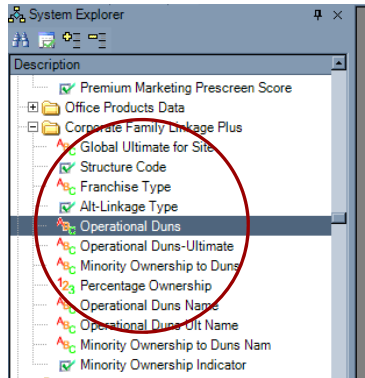 System Explorer
Description
Premium Marketing Prescreen Score
Office Products Data
Corporate Family Linkage Plus
Global Ultimate for Site
Structure Code
Franchise Type
Alt-Linkage Type
Operational Duns
Operational Duns-Ultimate
Minority Ownership to Duns
Percentage Ownership
Operational Duns Name
Operational Duns Ult Name
Minority Ownership to Duns Nam
Minority Ownership Indicator